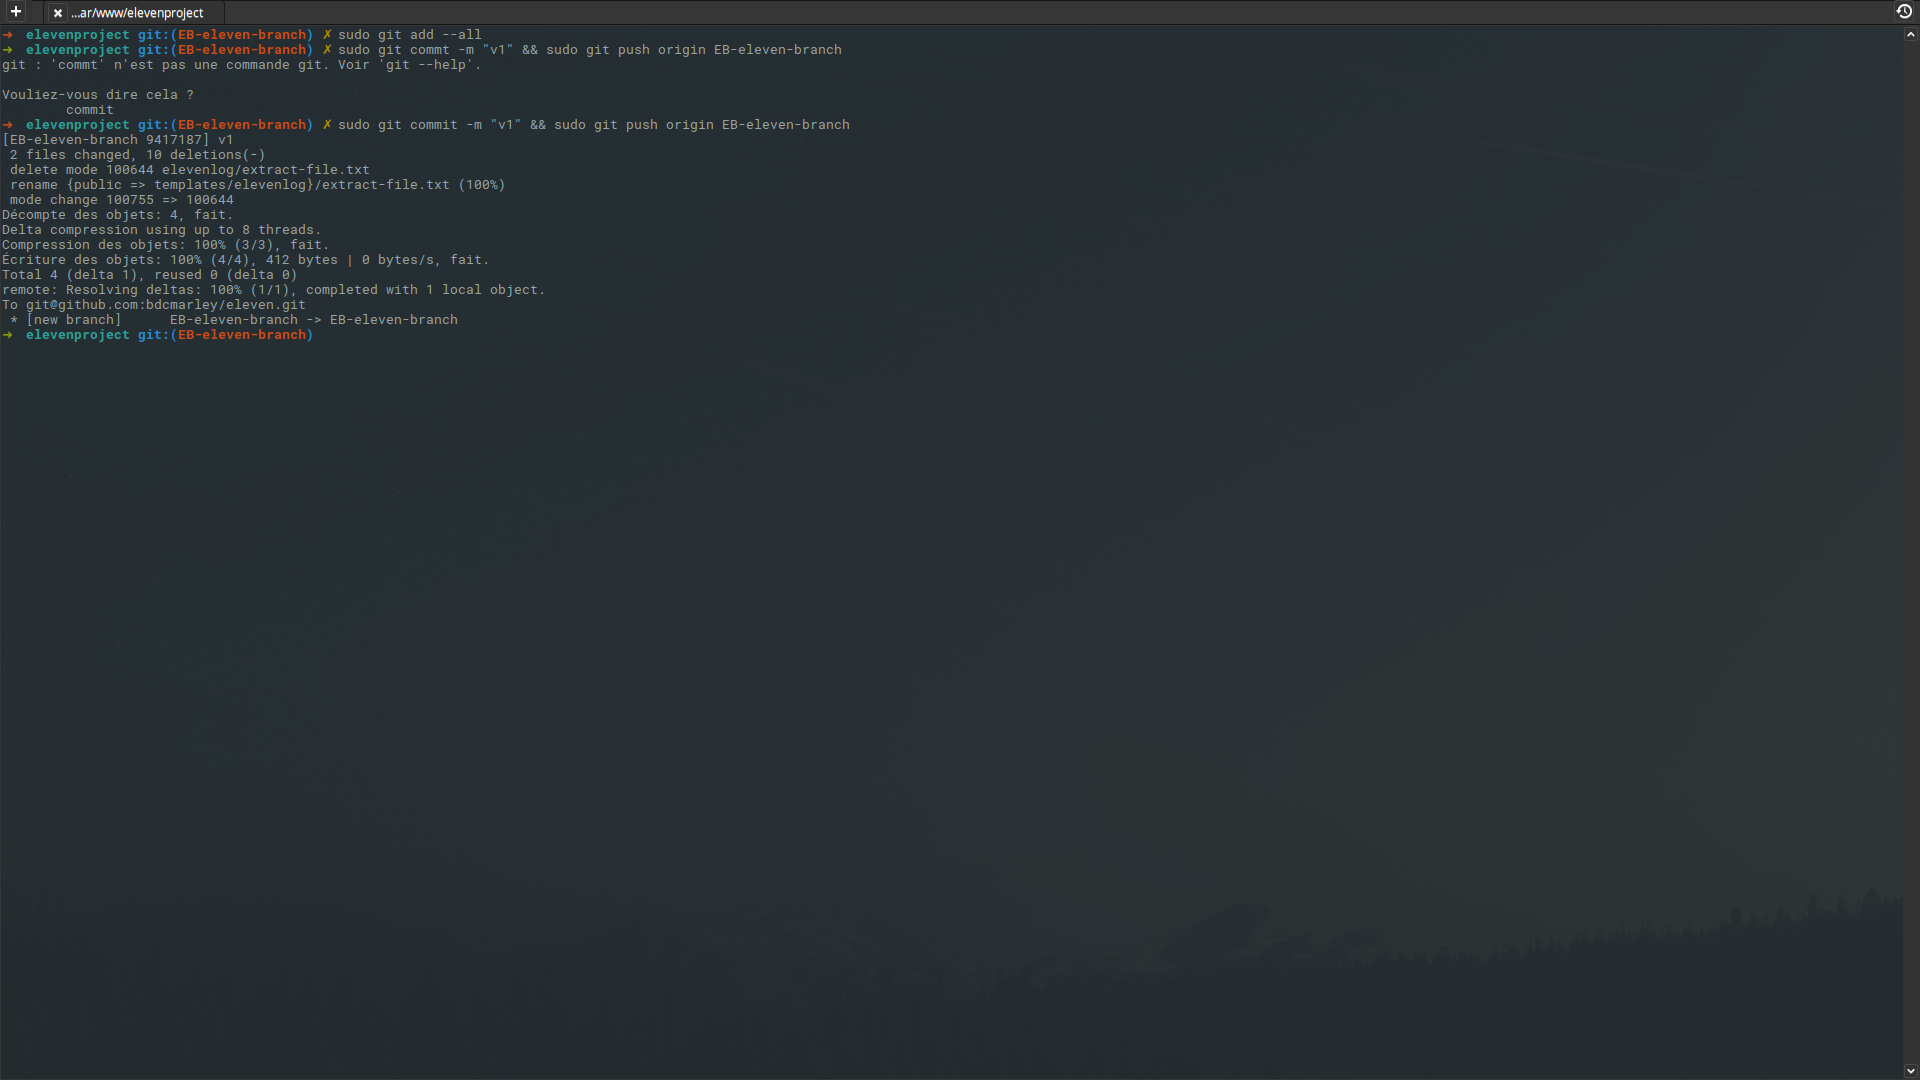 ...ar/www/elevenproject
➜  elevenproject git:(EB-eleven-branch) ✗ sudo git add --all
➜  elevenproject git:(EB-eleven-branch) ✗ sudo git commt -m "v1" && sudo git push origin EB-eleven-branch
git : 'commt' n'est pas une commande git. Voir 'git --help'.
Vouliez-vous dire cela ?
        commit
➜  elevenproject git:(EB-eleven-branch) ✗ sudo git commit -m "v1" && sudo git push origin EB-eleven-branch
[EB-eleven-branch 9417187] v1
 2 files changed, 10 deletions(-)
 delete mode 100644 elevenlog/extract-file.txt
 rename {public => templates/elevenlog}/extract-file.txt (100%)
 mode change 100755 => 100644
Décompte des objets: 4, fait.
Delta compression using up to 8 threads.
Compression des objets: 100% (3/3), fait.
Écriture des objets: 100% (4/4), 412 bytes | 0 bytes/s, fait.
Total 4 (delta 1), reused 0 (delta 0)
remote: Resolving deltas: 100% (1/1), completed with 1 local object.
To git@github.com:bdcmarley/eleven.git
 * [new branch]      EB-eleven-branch -> EB-eleven-branch
➜  elevenproject git:(EB-eleven-branch)